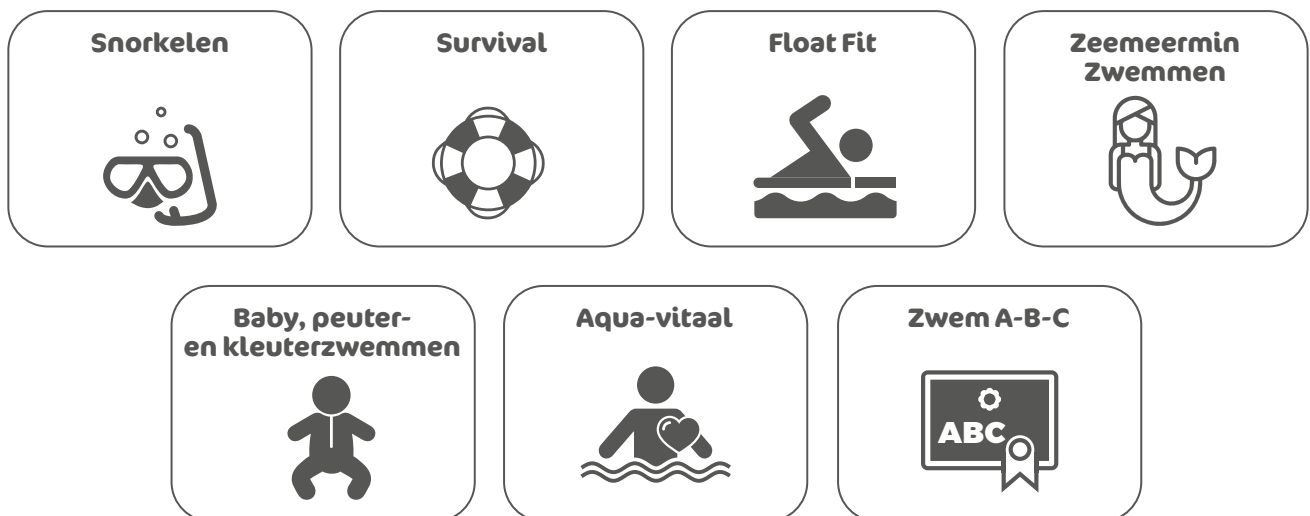 Snorkelen
Survival
Float Fit
Zeemeermin
Zwemmen
Baby, peuter-
en kleuterzwemmen
Aqua-vitaal
Zwem A-B-C
ABC